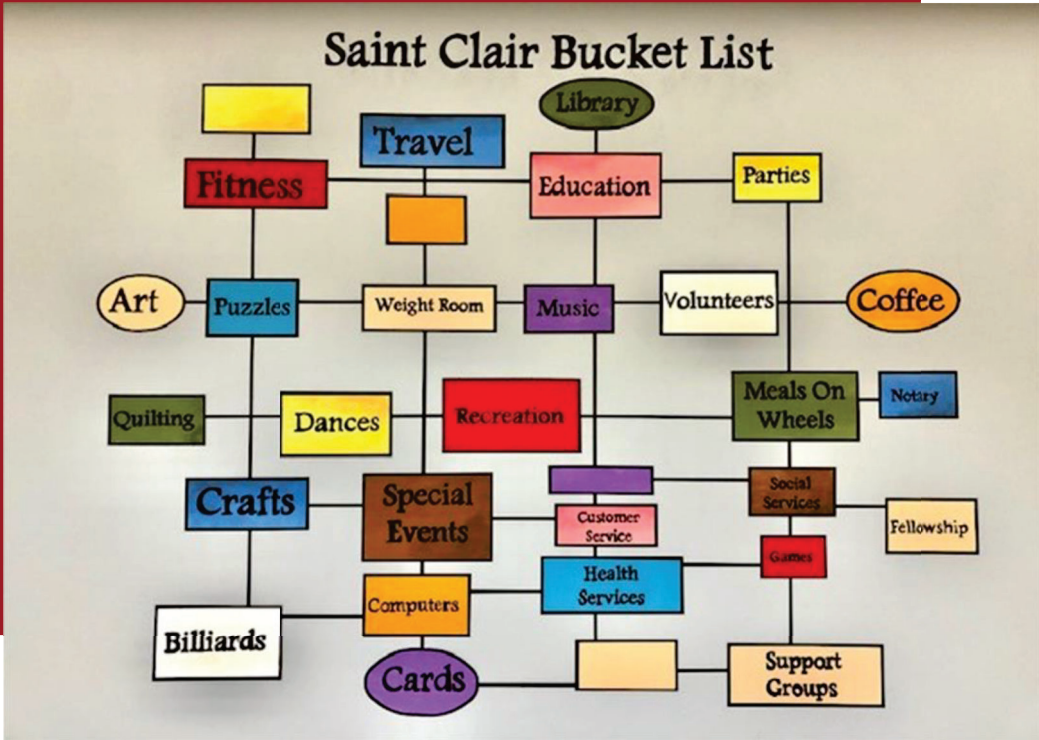 Saint Clair Bucket List
Library
Travel
Fitness
Education
Parties
Art
Puzzles
Weight Room
Music
Volunteers
Coffee
Quilting
Dances
Recreation
Meals On
Wheels
Notary
Crafts
Special
Events
Customer
Service
Social
Services
Fellowship
Games
Health
Services
Computers
Billiards
Cards
Support
Groups